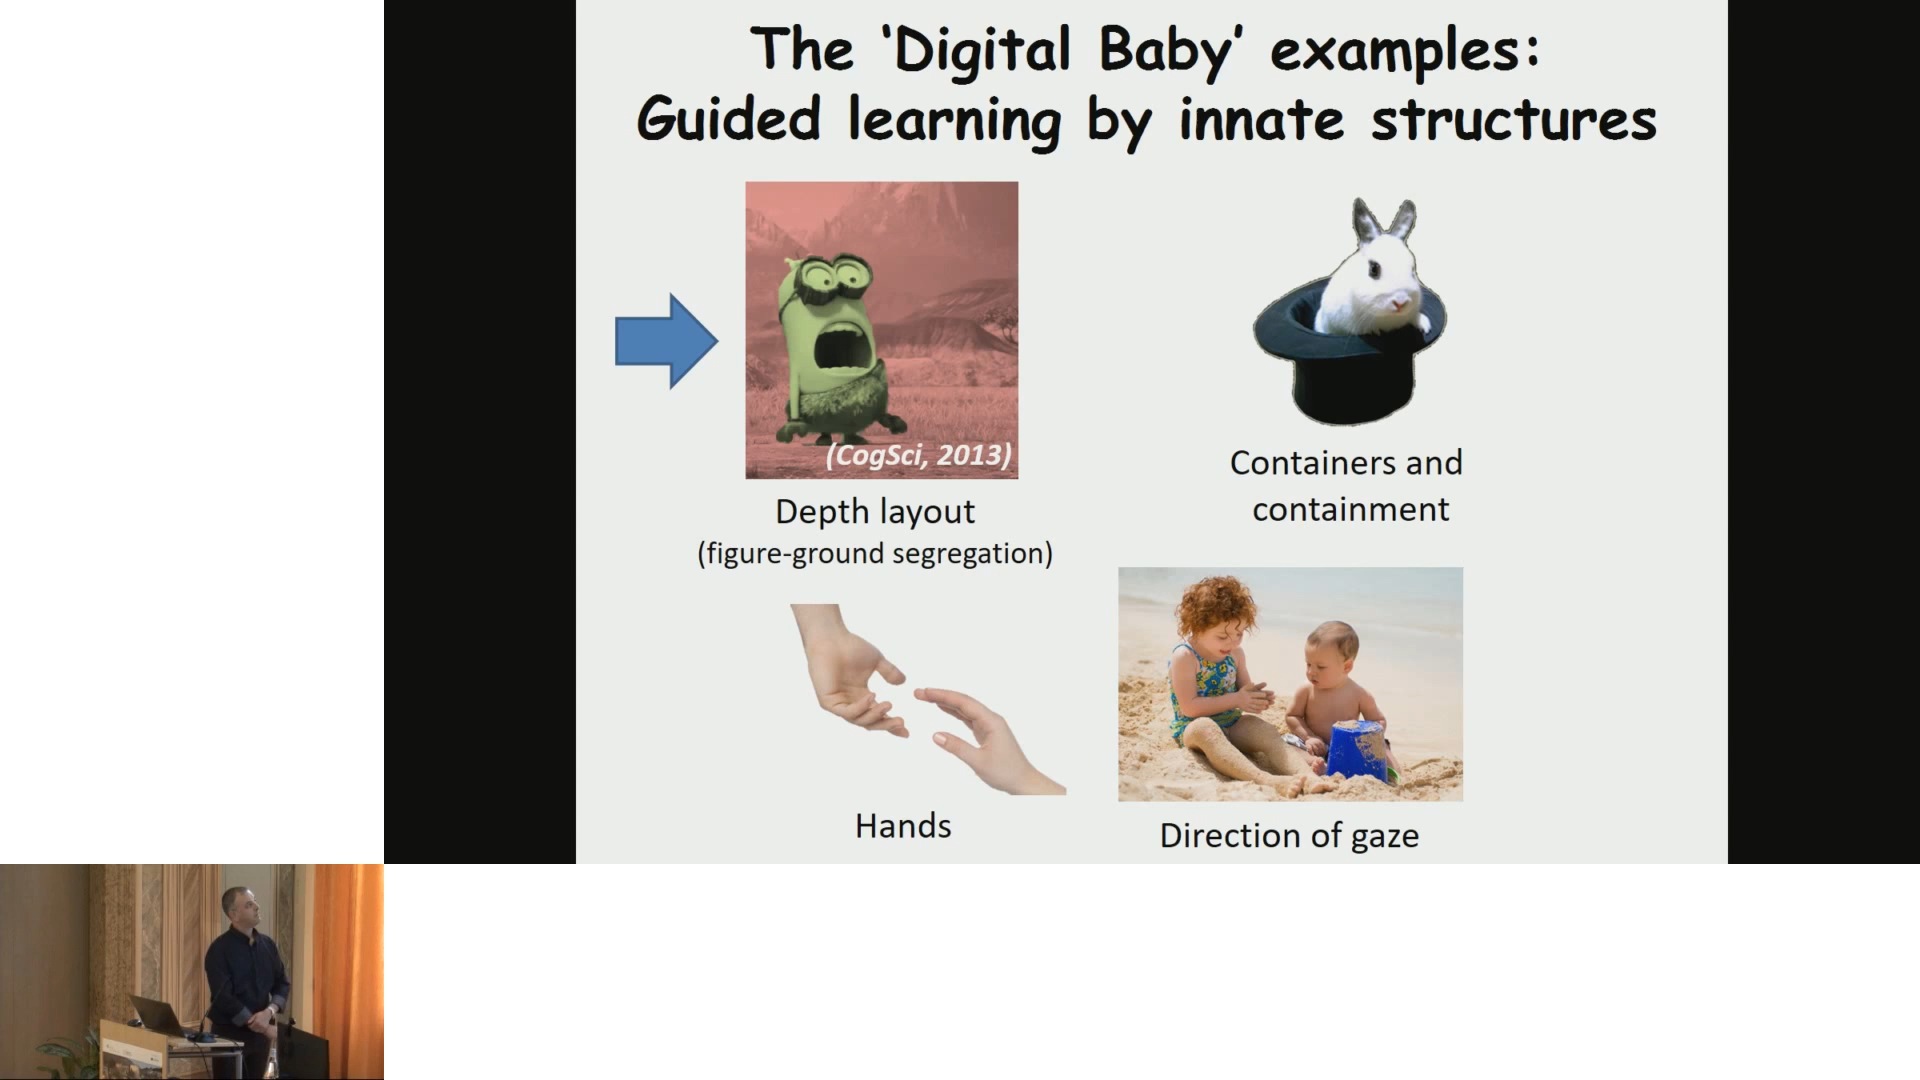 The ‘Digital Baby’ examples:
Guided learning by innate structures
(CogSci, 2013)
Depth layout
(figure-ground segregation)
Containers and
containment
Hands
Direction of gaze